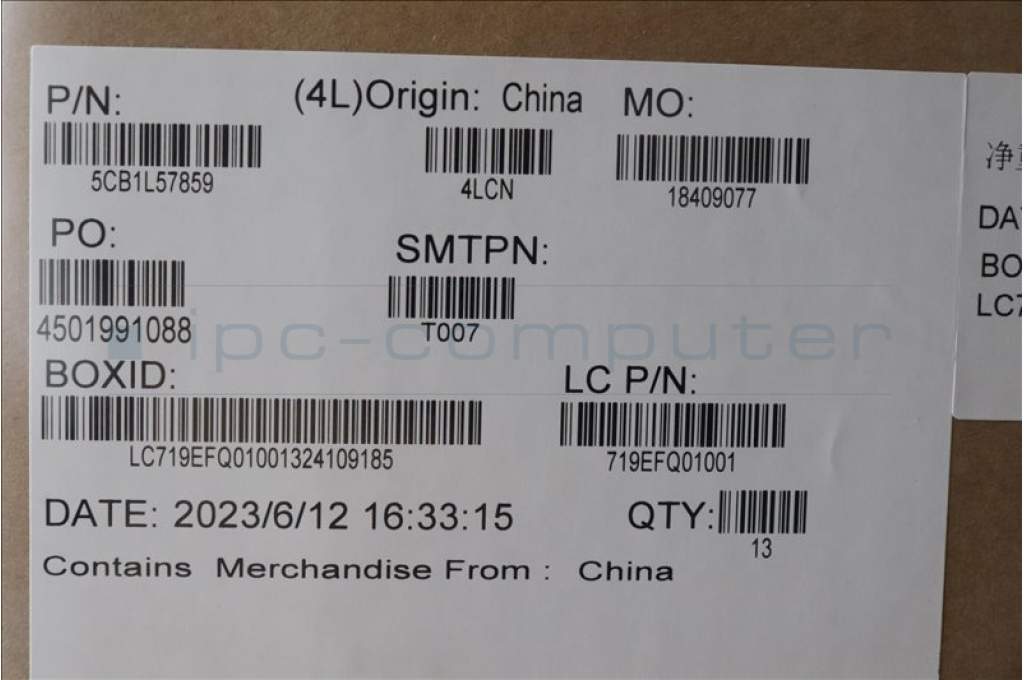 P/N: (4L)Origin: China MO:
5CB1L57859 4LCN 18409077
PO: SMTPN:
4501991088 T007
ipc-computer
BOXID: LC P/N:
LC719EFQ01001324109185 719EFQ01001
DATE: 2023/6/12 16:33:15 QTY:
13
Contains Merchandise From : China
净
DA
BO
LC7